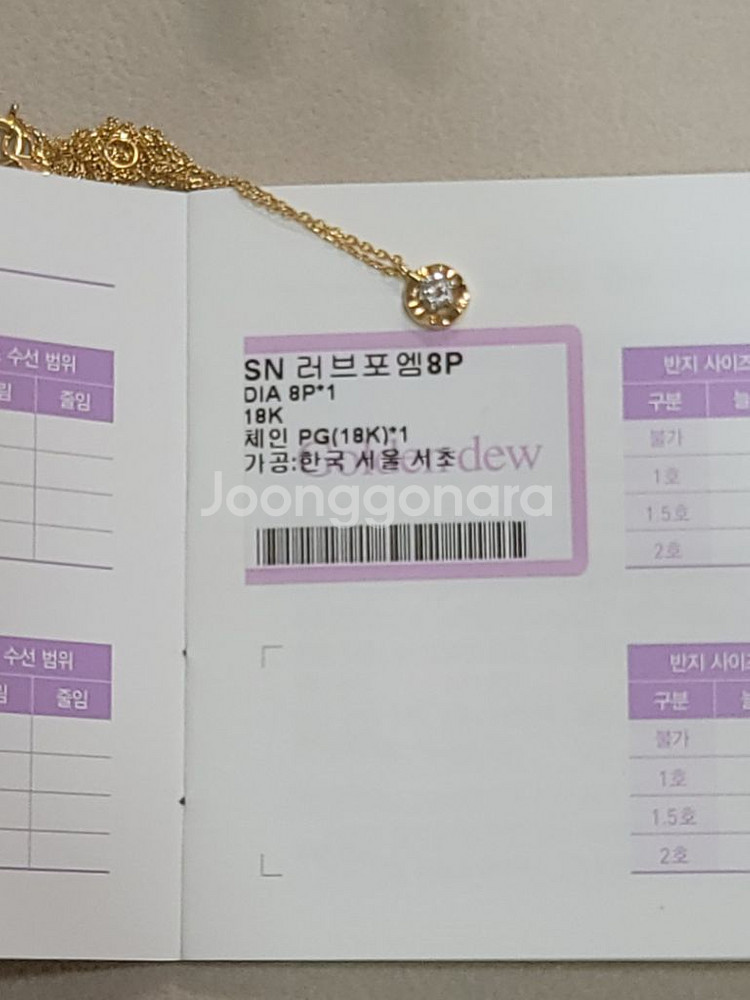 수선 범위
줄임
SN 러브포엠8P
DIA 8P*1
18K
체인 PG(18K)*1
가공:한국 서울 서초
Goldendew
Joonggonara
반지 사이즈
구분
불가
1호
1.5호
2호
수선 범위
줄임
반지 사이즈
구분
불가
1호
1.5호
2호